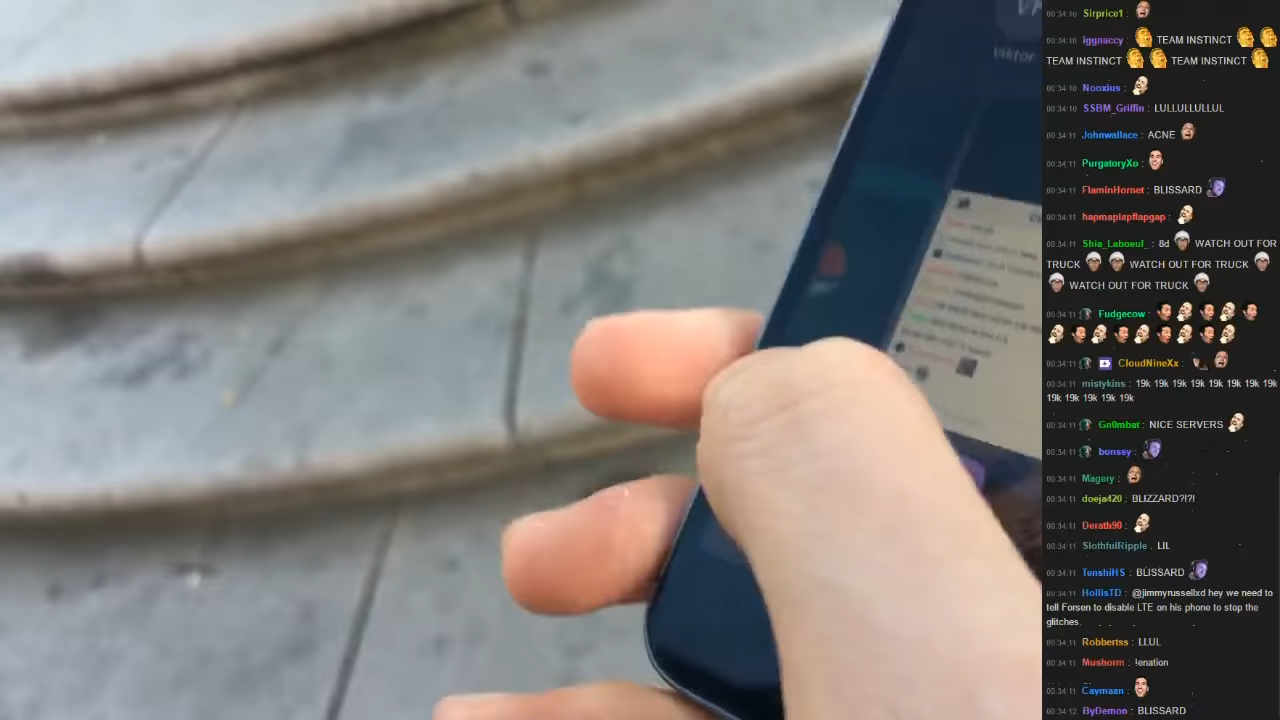 Viktor
00:34:10 Sirprice1 :
00:34:10 Iggnaccy : TEAM INSTINCT
TEAM INSTINCT TEAM INSTINCT
00:34:10 Nooxius :
00:34:10 SSBM_Griffin : LULLULLULLUL
00:34:11 Johnwallace : ACNE
00:34:11 PurgatoryXo :
00:34:11 FlaminHornet : BLISSARD
00:34:11 hapmaplapflapgap :
00:34:11 Shia_Laboeuf_ : 8d WATCH OUT FOR
TRUCK WATCH OUT FOR TRUCK
WATCH OUT FOR TRUCK
00:34:11 Fudgecow :
00:34:11 CloudNineXx :
00:34:11 mistykins : 19k 19k 19k 19k 19k 19k 19k 19k
19k 19k 19k 19k 19k
00:34:11 Gn0mbat : NICE SERVERS
00:34:11 bonssy :
00:34:11 Magery :
00:34:11 doeja420 : BLIZZARD?!?!
00:34:11 Derath90 :
00:34:11 SlothfulRipple : LIL
00:34:11 TenshiHS : BLISSARD
00:34:11 HollisTD : @jimmyrussellxd hey we need to
tell Forsen to disable LTE on his phone to stop the
glitches.
00:34:11 Robbertss : LLUL
00:34:11 Mushorm : !enation
00:34:11 Caymaan :
00:34:12 ByDemon : BLISSARD